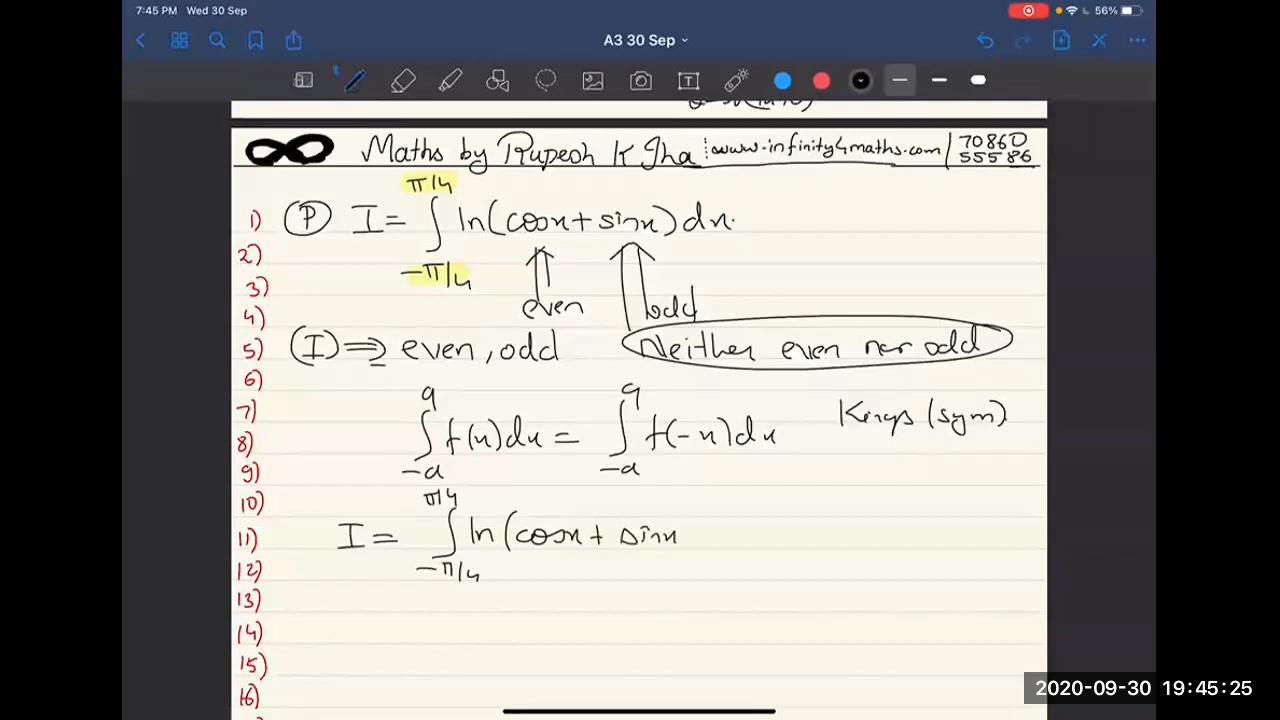 7:45 PM Wed 30 Sep 56%
A3 30 Sep
∞ Maths by Rupesh K Jha www.infinity4maths.com / 70860 55586
1) (P) I = ∫_{-π/4}^{π/4} ln(cosx + sinx) dx.
2)
3) even odd
4)
5) (I) ⇒ even, odd Neither even nor odd
6)
7) Kings (sym)
8) ∫_{-a}^{a} f(x)dx = ∫_{-a}^{a} f(-x)dx
9)
10)
11) I = ∫_{-π/4}^{π/4} ln(cosx + sinx
12)
13)
14)
15)
16)
2020-09-30 19:45:25